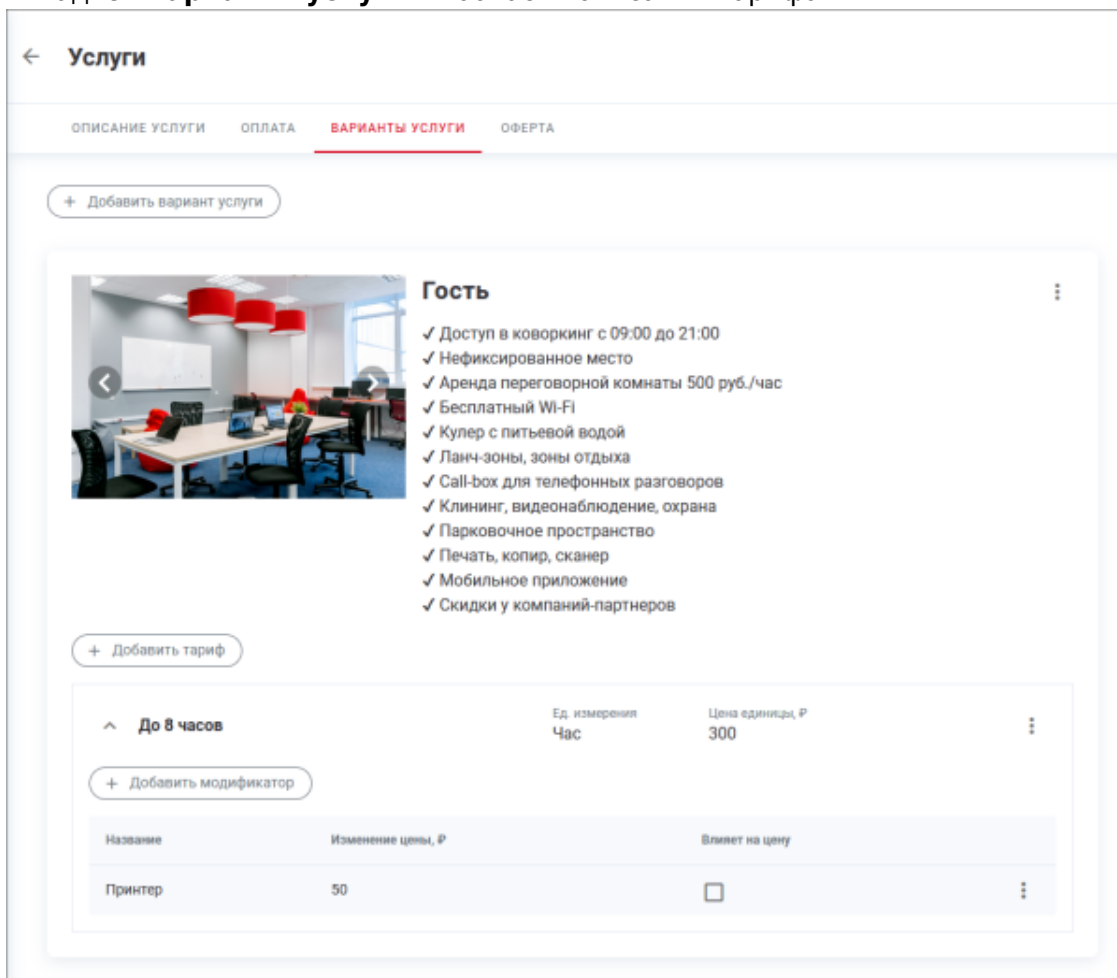 Услуги
ОПИСАНИЕ УСЛУГИ ОПЛАТА ВАРИАНТЫ УСЛУГИ ОФЕРТА
+ Добавить вариант услуги
Гость
✓ Доступ в коворкинг с 09:00 до 21:00
✓ Нефиксированное место
✓ Аренда переговорной комнаты 500 руб./час
✓ Бесплатный Wi-Fi
✓ Кулер с питьевой водой
✓ Ланч-зоны, зоны отдыха
✓ Call-box для телефонных разговоров
✓ Клининг, видеонаблюдение, охрана
✓ Парковочное пространство
✓ Печать, копир, сканер
✓ Мобильное приложение
✓ Скидки у компаний-партнеров
+ Добавить тариф
Ед. измерения Цена единицы, ₽
До 8 часов Час 300
+ Добавить модификатор
Название Изменение цены, ₽ Влияет на цену
Принтер 50